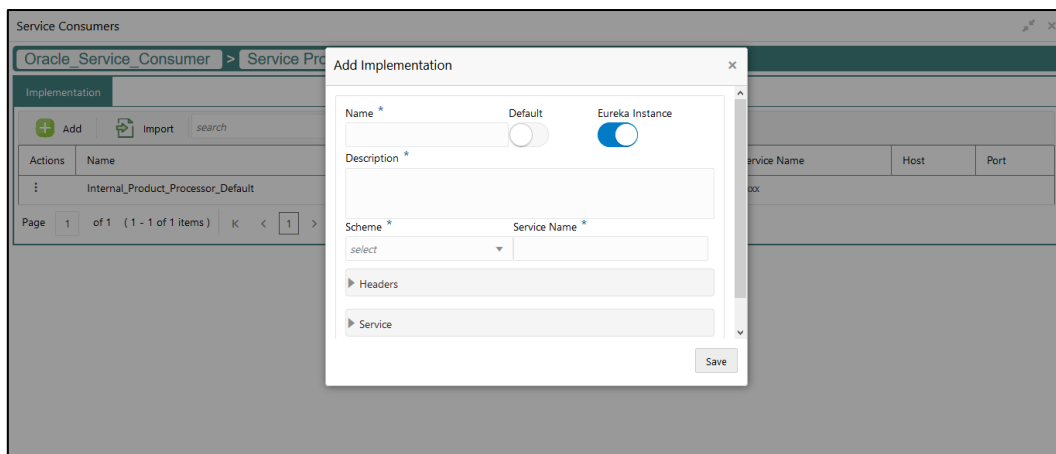 Service Consumers
Oracle_Service_Consumer > Service Pro
Add Implementation
Implementation
Name * Default Eureka Instance
Add Import search
Description *
Actions Name ervice Name Host Port
Internal_Product_Processor_Default
Page 1 of 1 (1 - 1 of 1 items) 1
Scheme * Service Name *
select
Headers
Service
Save